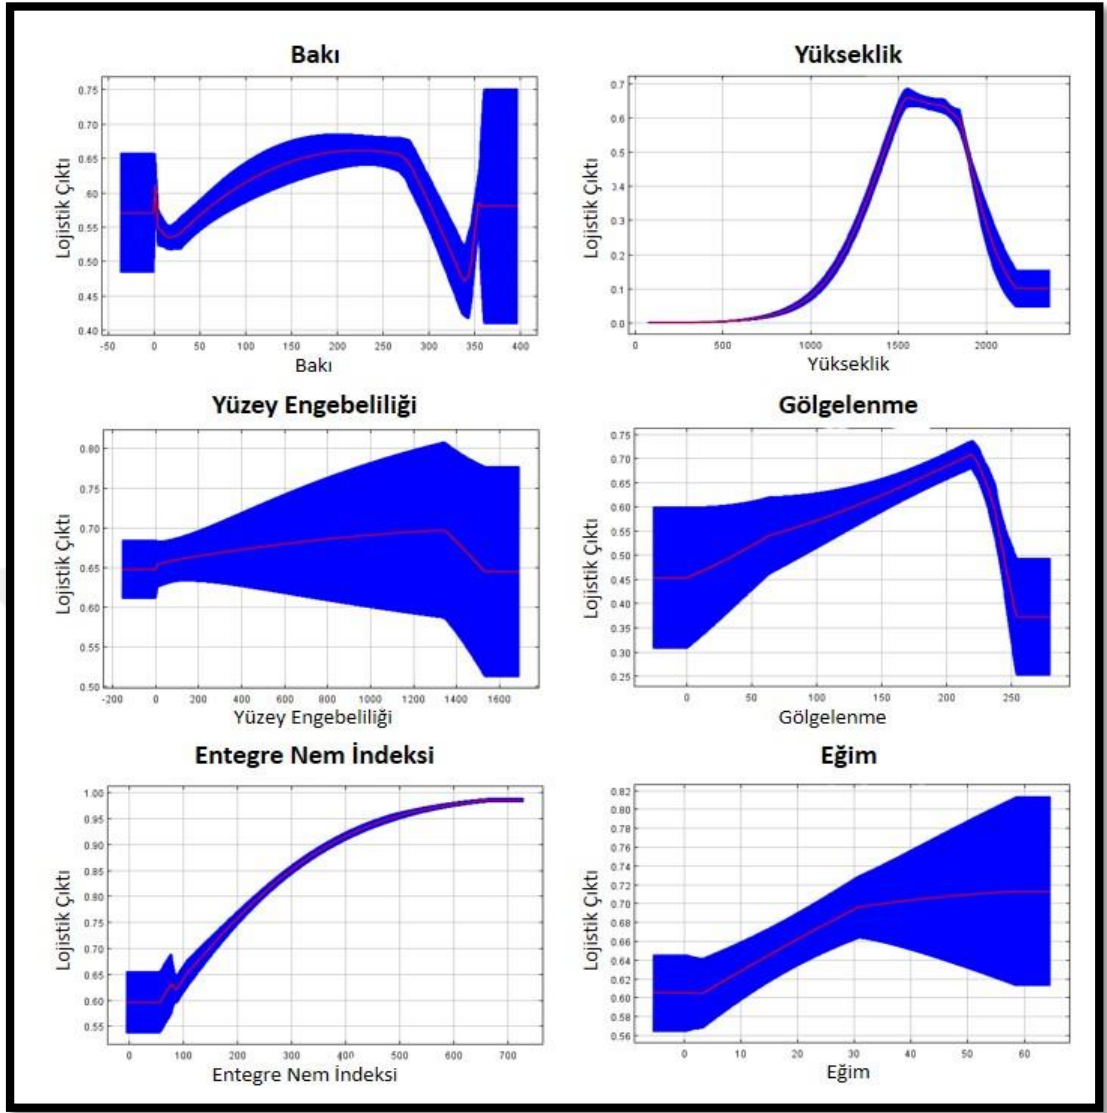 Bakı
Yükseklik
0.75
0.70
0.65
60
0.55
0.50
0.45
0.40
Lojistik Çıktı
-50 0 50 100 150 200 250 300 350 400
Bakı
0.7
0.6
0.5
3.4
0.3
0.2
0.1
0.0
Lojistik Çıktı
0 500 1000 1500 2000
Yükseklik
Yüzey Engebeliliği
Gölgelenme
0.80
0.75
0.70
0.65
0.60
0.55
0.50
Lojistik Çıktı
-200 0 200 400 600 800 1000 1200 1400 1600
Yüzey Engebeliliği
0.75
0.70
0.65
0.60
0.55
0.50
0.45
0.40
0.35
0.30
0.25
Lojistik Çıktı
0 50 100 150 200 250
Gölgelenme
Entegre Nem İndeksi
Eğim
1.00
0.95
0.90
0.85
0.80
0.75
0.70
0.65
0.60
0.55
Lojistik Çıktı
0 100 200 300 400 500 600 700
Entegre Nem İndeksi
0.82
0.80
0.78
0.76
0.74
0.72
0.70
0.68
0.66
0.64
0.62
0.60
0.58
0.56
Lojistik Çıktı
0 10 20 30 40 50 60
Eğim